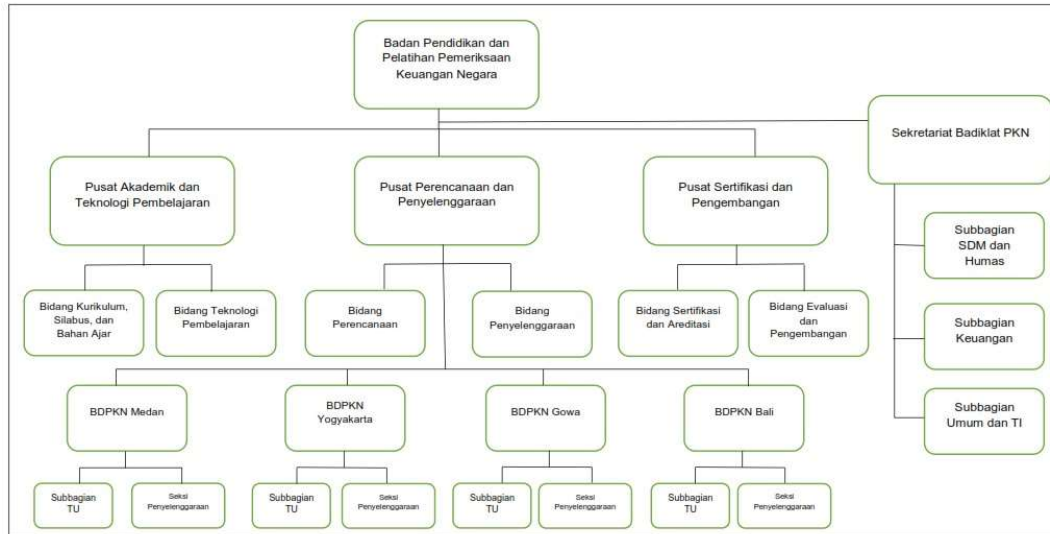 Badan Pendidikan dan
Pelatihan Pemeriksaan
Keuangan Negara
Sekretariat Badiklat PKN
Pusat Akademik dan
Teknologi Pembelajaran
Pusat Perencanaan dan
Penyelenggaraan
Pusat Sertifikasi dan
Pengembangan
Subbagian
SDM dan
Humas
Bidang Kurikulum,
Silabus, dan
Bahan Ajar
Bidang Teknologi
Pembelajaran
Bidang
Perencanaan
Bidang
Penyelenggaraan
Bidang Sertifikasi
dan Areditasi
Bidang Evaluasi
dan
Pengembangan
Subbagian
Keuangan
BDPKN Medan
BDPKN
Yogyakarta
BDPKN Gowa
BDPKN Bali
Subbagian
Umum dan TI
Subbagian
TU
Seksi
Penyelenggaraan
Subbagian
TU
Seksi
Penyelenggaraan
Subbagian
TU
Seksi
Penyelenggaraan
Subbagian
TU
Seksi
Penyelenggaraan